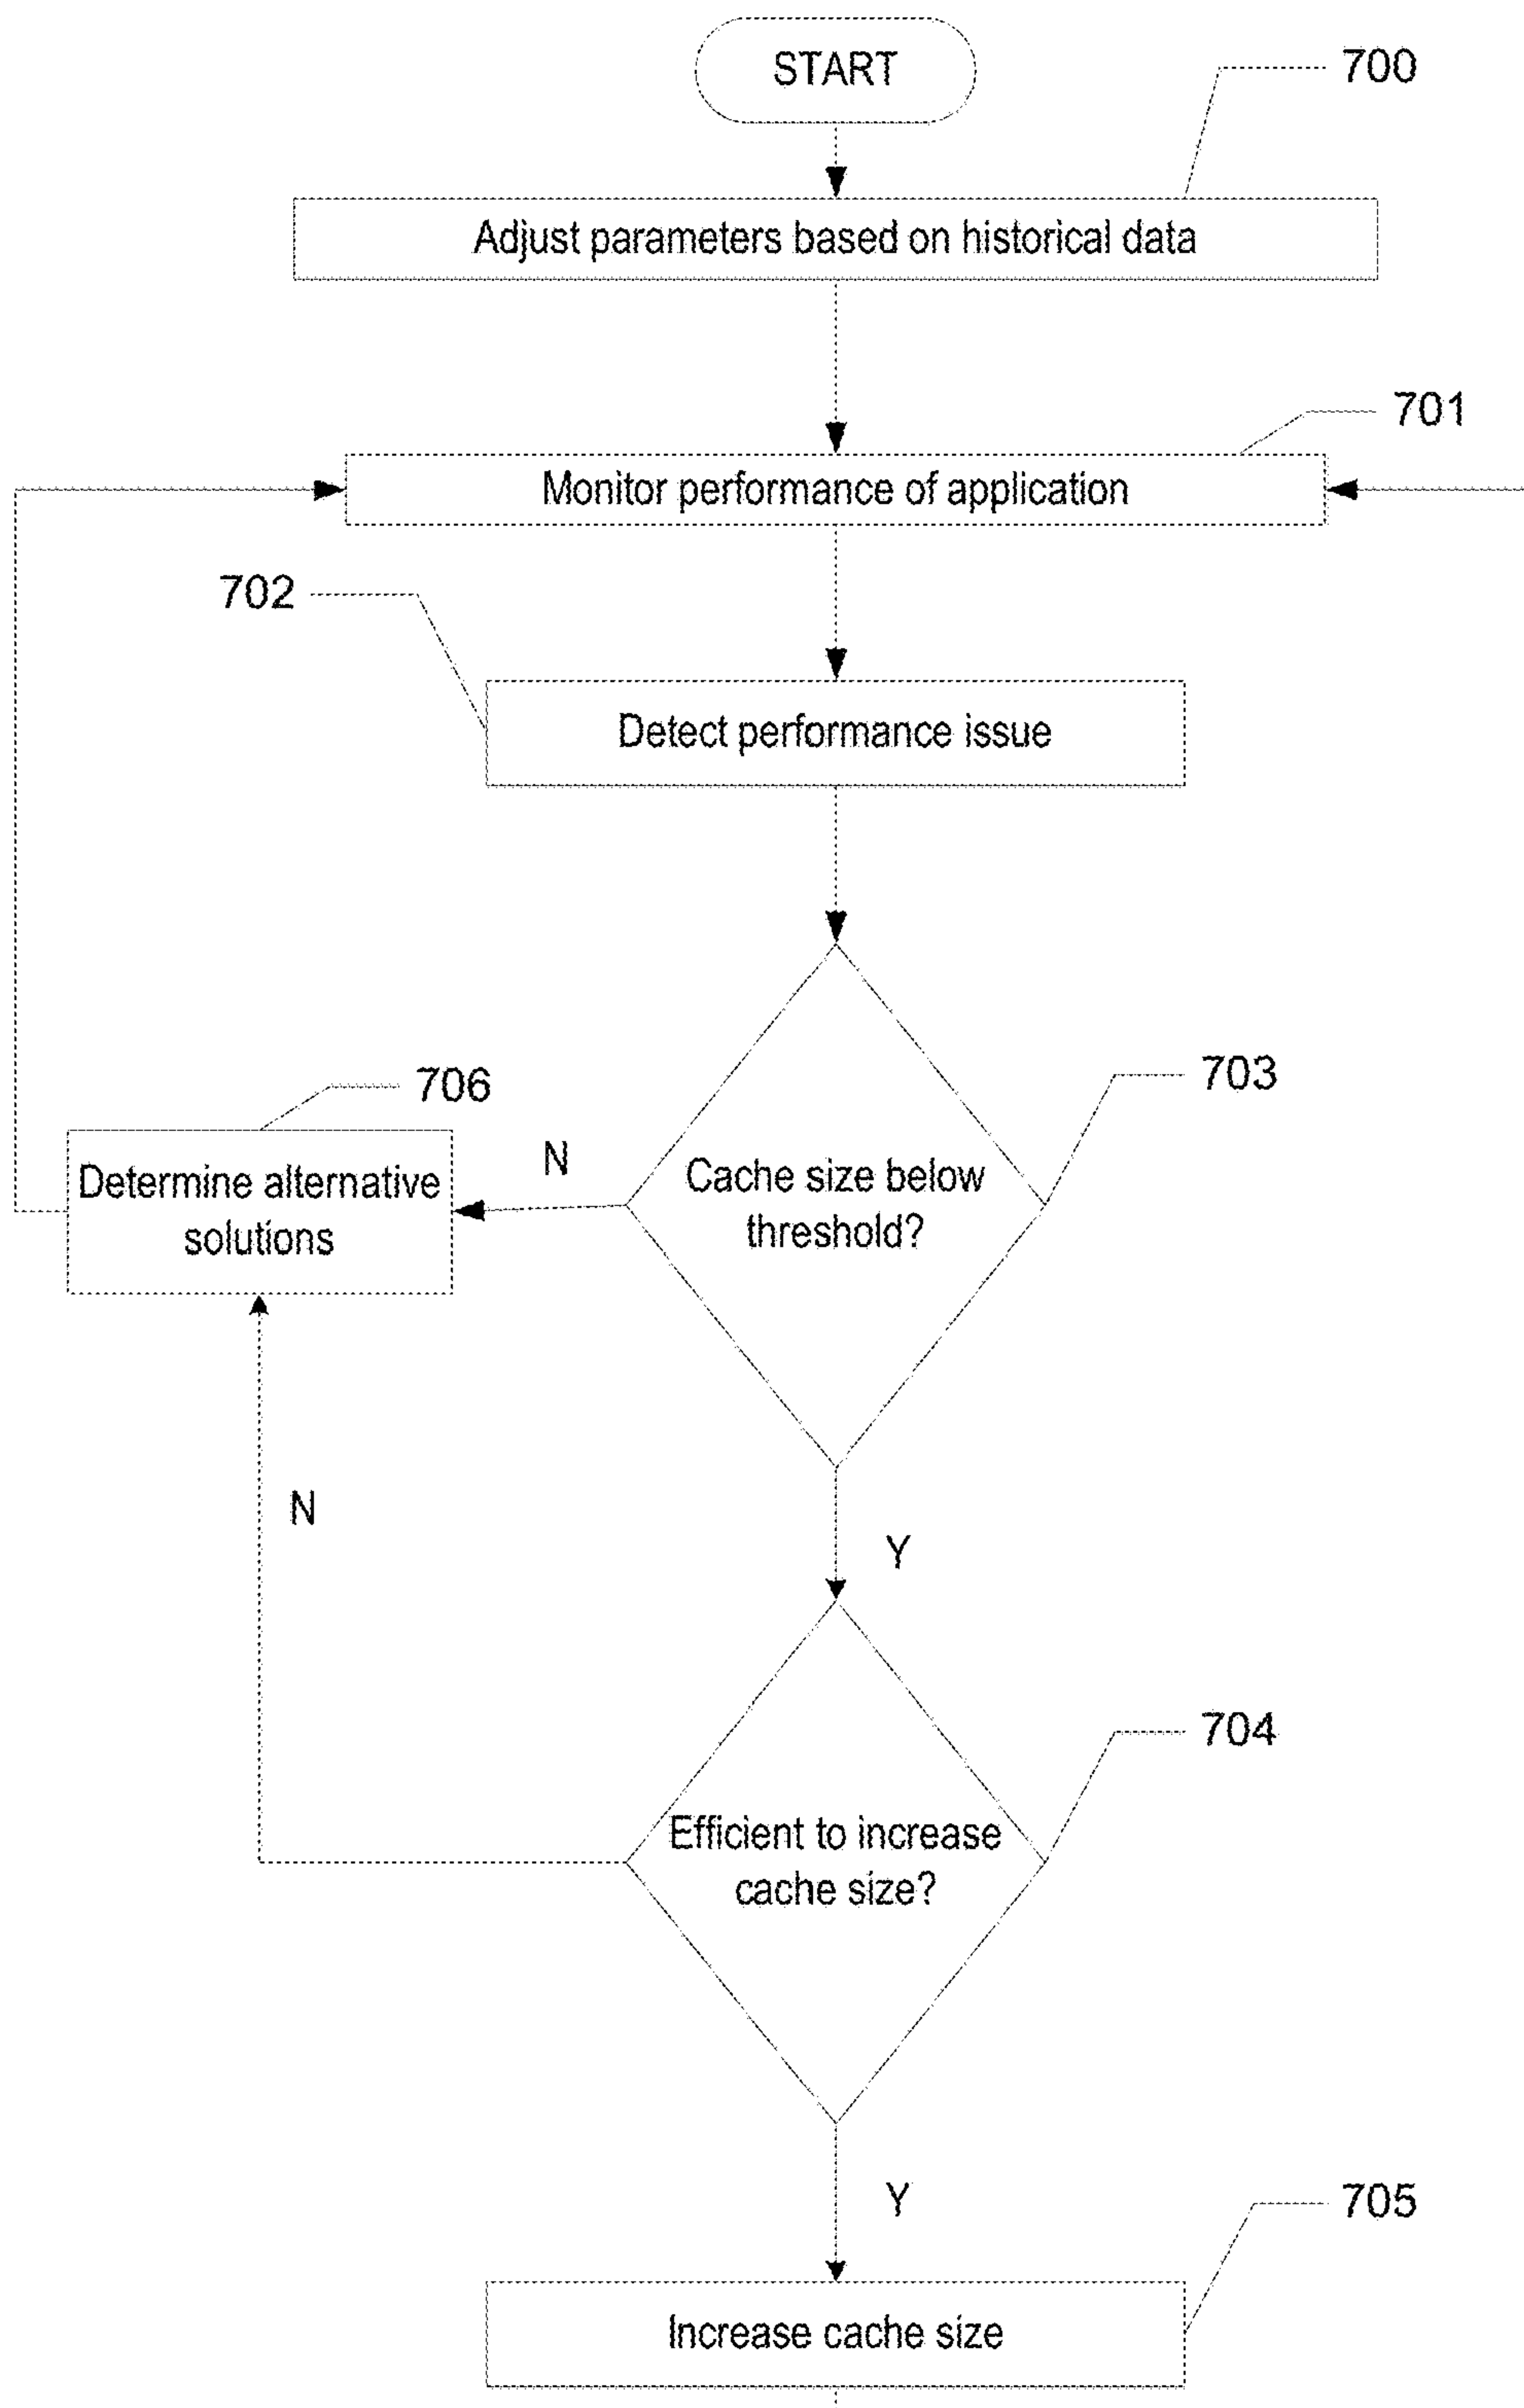 START
700
Adjust parameters based on historical data
701
Monitor performance of application
702
Detect performance issue
703
706
N
Cache size below
threshold?
Determine alternative
solutions
N
Y
704
Efficient to increase
cache size?
Y
705
Increase cache size